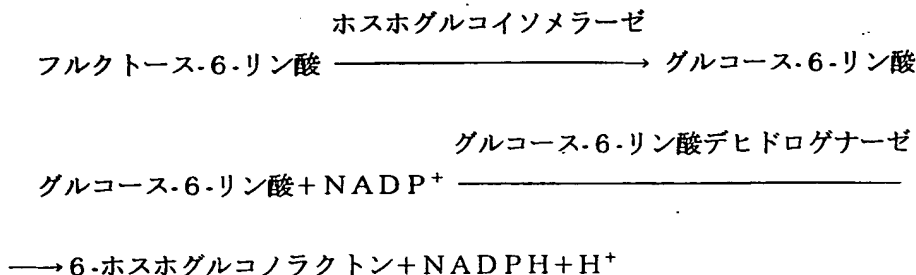 ホスホグルコイソメラーゼ
フルクトース-6-リン酸 ――――――→ グルコース-6-リン酸
グルコース-6-リン酸デヒドロゲナーゼ
グルコース-6-リン酸+NADP⁺ ――――――――
―→6-ホスホグルコノラクトン+NADPH+H⁺